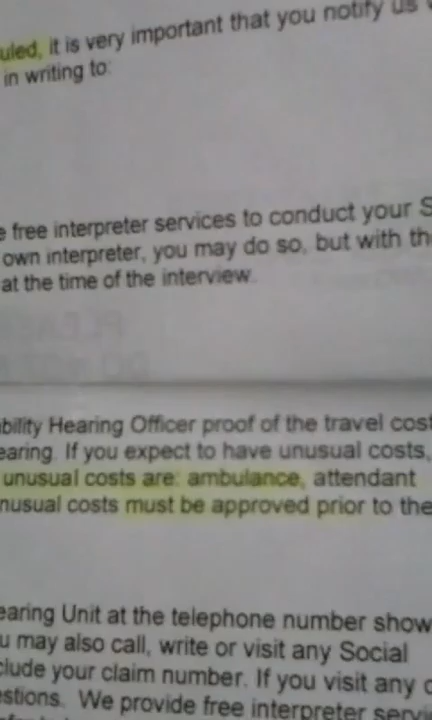 uled, it is very important that you notify us
in writing to:
e free interpreter services to conduct your S
own interpreter, you may do so, but with th
at the time of the interview.
bility Hearing Officer proof of the travel cost
earing. If you expect to have unusual costs,
unusual costs are: ambulance, attendant
nusual costs must be approved prior to the
earing Unit at the telephone number show
u may also call, write or visit any Social
clude your claim number. If you visit any o
estions. We provide free interpreter servi